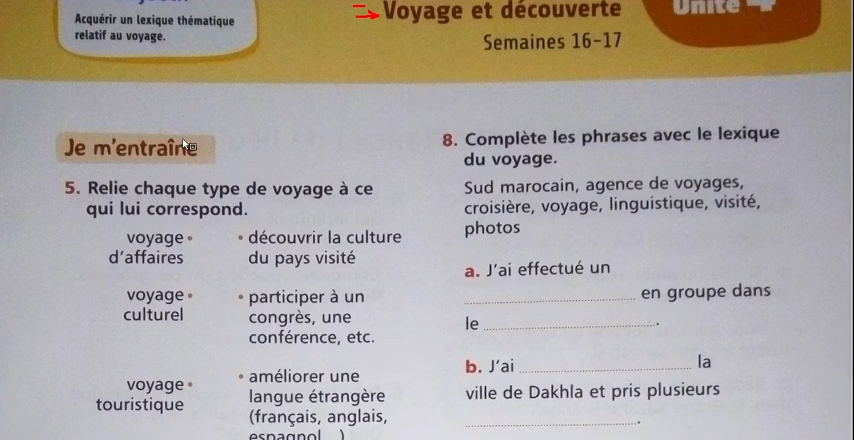 Acquérir un lexique thématique
relatif au voyage.
Voyage et découverte
Semaines 16-17
Unité 4
Je m'entraîne
5. Relie chaque type de voyage à ce
qui lui correspond.
voyage •
d'affaires
• découvrir la culture
du pays visité
voyage •
culturel
• participer à un
congrès, une
conférence, etc.
voyage •
touristique
• améliorer une
langue étrangère
(français, anglais,
espagnol...)
8. Complète les phrases avec le lexique
du voyage.
Sud marocain, agence de voyages,
croisière, voyage, linguistique, visité,
photos
a. J'ai effectué un
en groupe dans
le .
b. J'ai la
ville de Dakhla et pris plusieurs
.